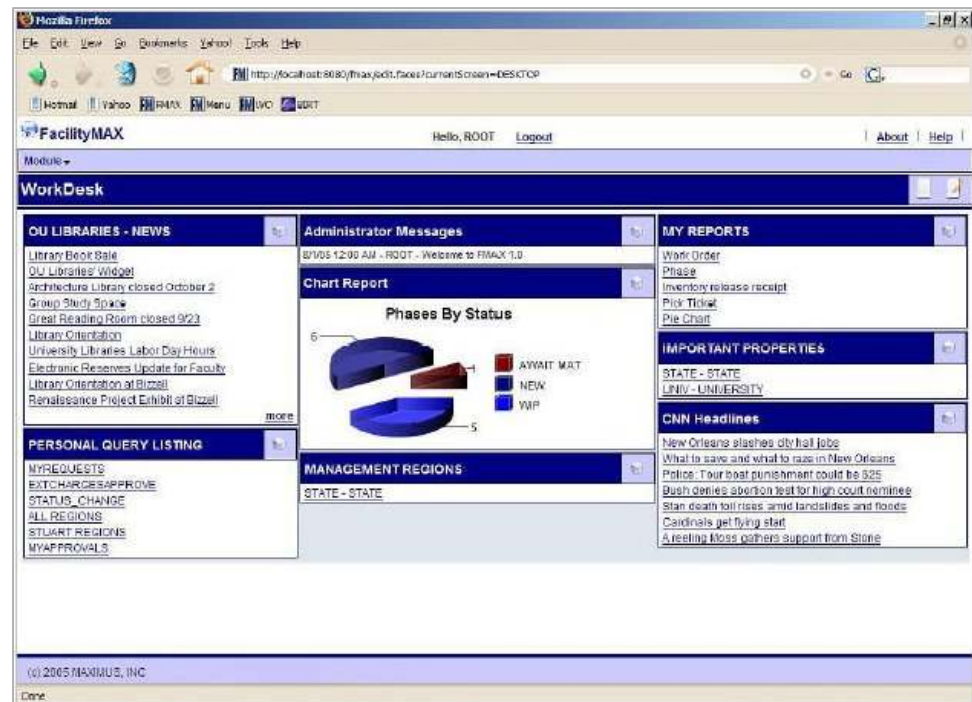 Mozilla Firefox
File Edit View Go Bookmarks Yahoo! Tools Help
http://localhost:8080/fmax/edit.faces?currentScreen=DESKTOP
Go
Hotmail Yahoo FMAX Menu LVO EDIT
FacilityMAX
Hello, ROOT Logout
About Help
Module
WorkDesk
OU LIBRARIES - NEWS
Library Book Sale
OU Libraries' Widget
Architecture Library closed October 2
Group Study Space
Great Reading Room closed 9/23
Library Orientation
University Libraries Labor Day Hours
Electronic Reserves Update for Faculty
Library Orientation at Bizzell
Renaissance Project Exhibit at Bizzell
more
PERSONAL QUERY LISTING
MYREQUESTS
EXTCHARGESAPPROVE
STATUS_CHANGE
ALL REGIONS
STUART REGIONS
MYAPPROVALS
Administrator Messages
8/1/05 12:00 AM - ROOT - Welcome to FMAX 1.0
Chart Report
Phases By Status
6
1
5
AWAIT MAT
NEW
WIP
MANAGEMENT REGIONS
STATE - STATE
MY REPORTS
Work Order
Phase
Inventory release receipt
Pick Ticket
Pie Chart
IMPORTANT PROPERTIES
STATE - STATE
UNIV - UNIVERSITY
CNN Headlines
New Orleans slashes city hall jobs
What to save and what to raze in New Orleans
Police: Tour boat punishment could be $25
Bush denies abortion test for high court nominee
Stan death toll rises amid landslides and floods
Cardinals get flying start
A reeling Moss gathers support from Stone
(c) 2005 MAXIMUS, INC
Done